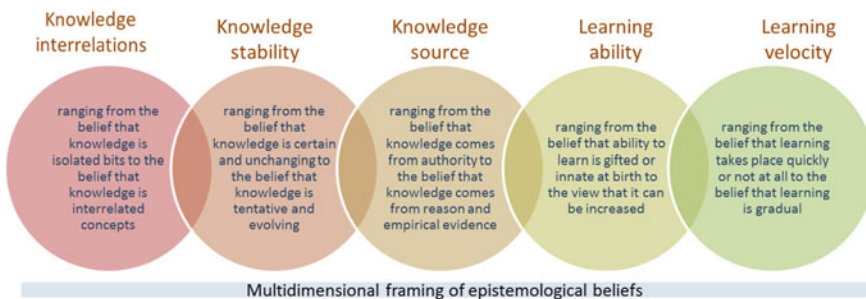 Knowledge
interrelations
Knowledge
stability
Knowledge
source
Learning
ability
Learning
velocity
ranging from the
belief that
knowledge is
isolated bits to the
belief that
knowledge is
interrelated
concepts
ranging from the
belief that
knowledge is certain
and unchanging to
the belief that
knowledge is
tentative and
evolving
ranging from the
belief that
knowledge comes
from authority to
the belief that
knowledge comes
from reason and
empirical evidence
ranging from the
belief that ability to
learn is gifted or
innate at birth to
the view that it can
be increased
ranging from the
belief that learning
takes place quickly
or not at all to the
belief that learning
is gradual
Multidimensional framing of epistemological beliefs